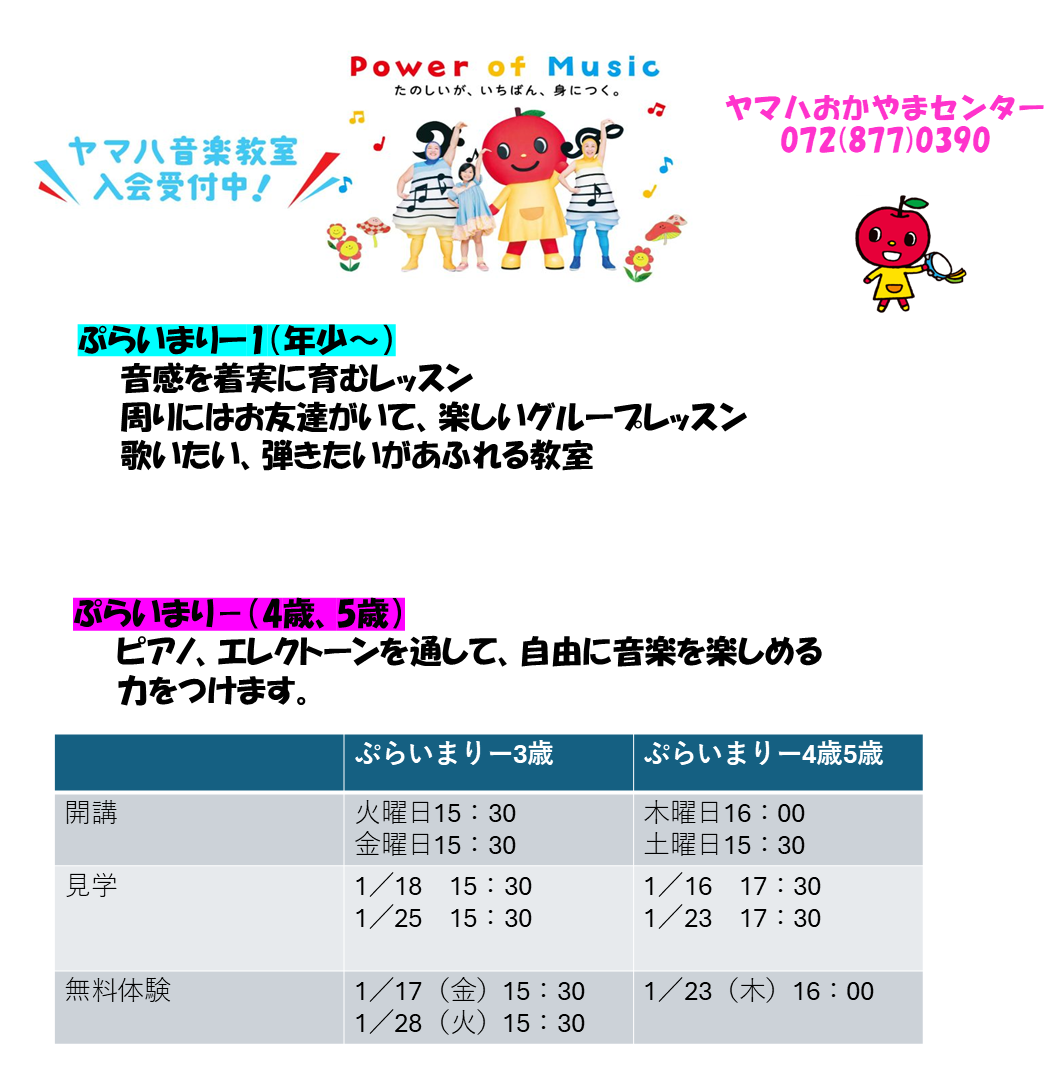 Power of Music
たのしいが、いちばん、身につく。
ヤマハおかやまセンター
072(877)0390
ヤマハ音楽教室
入会受付中!
ぷらいまりー1(年少～)
音感を着実に育むレッスン
周りにはお友達がいて、楽しいグループレッスン
歌いたい、弾きたいがあふれる教室
ぷらいまりー(4歳、5歳)
ピアノ、エレクトーンを通して、自由に音楽を楽しめる
力をつけます。
ぷらいまりー3歳 ぷらいまりー4歳5歳
開講 火曜日15：30 木曜日16：00
金曜日15：30 土曜日15：30
見学 1／18　15：30 1／16　17：30
1／25　15：30 1／23　17：30
無料体験 1／17（金）15：30 1／23（木）16：00
1／28（火）15：30